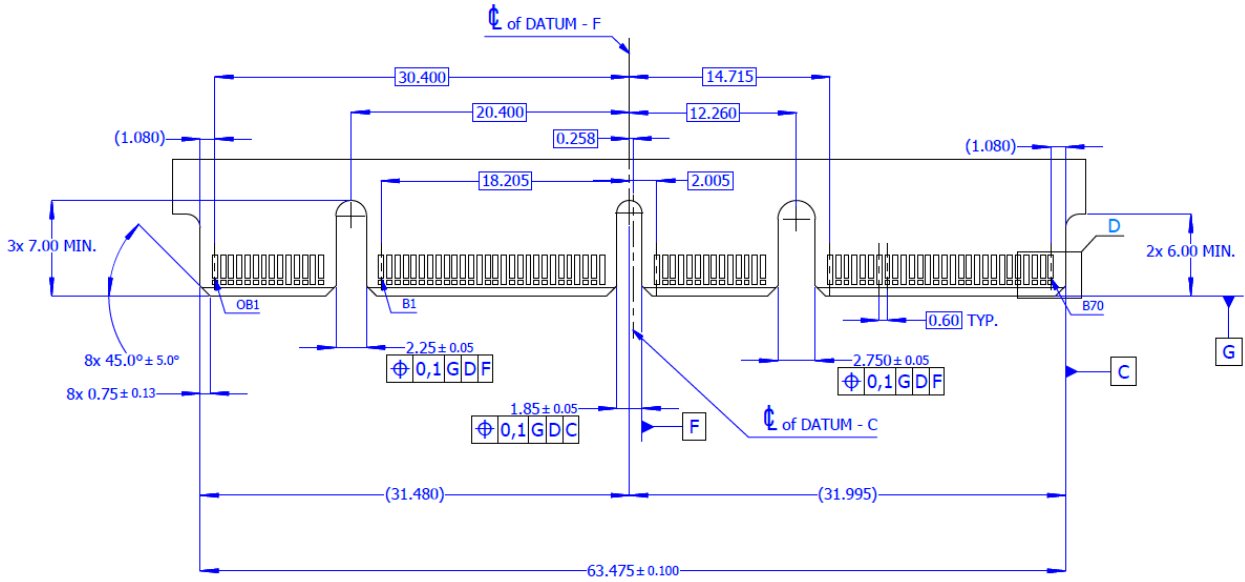 ℄ of DATUM - F
30.400
14.715
20.400
12.260
(1.080)
0.258
(1.080)
18.205
2.005
D
3x 7.00 MIN.
2x 6.00 MIN.
OB1
B1
B70
0.60 TYP.
8x 45.0° ± 5.0°
2.25 ± 0.05
⌖ 0,1 G D F
2.750 ± 0.05
⌖ 0,1 G D F
G
C
8x 0.75 ± 0.13
1.85 ± 0.05
⌖ 0,1 G D C
F
℄ of DATUM - C
(31.480)
(31.995)
63.475 ± 0.100